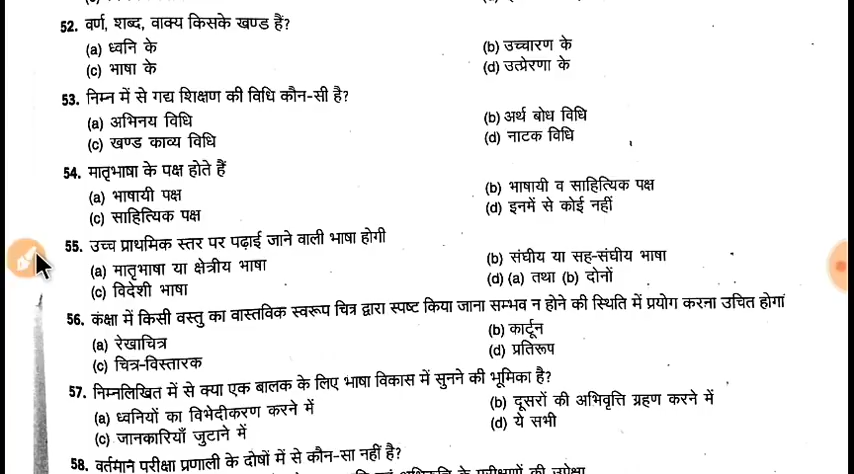 52. वर्ण, शब्द, वाक्य किसके खण्ड हैं?
(a) ध्वनि के (b) उच्चारण के
(c) भाषा के (d) उत्प्रेरणा के
53. निम्न में से गद्य शिक्षण की विधि कौन-सी है?
(a) अभिनय विधि (b) अर्थ बोध विधि
(c) खण्ड काव्य विधि (d) नाटक विधि
54. मातृभाषा के पक्ष होते हैं
(a) भाषायी पक्ष (b) भाषायी व साहित्यिक पक्ष
(c) साहित्यिक पक्ष (d) इनमें से कोई नहीं
55. उच्च प्राथमिक स्तर पर पढ़ाई जाने वाली भाषा होगी
(a) मातृभाषा या क्षेत्रीय भाषा (b) संघीय या सह-संघीय भाषा
(c) विदेशी भाषा (d) (a) तथा (b) दोनों
56. कक्षा में किसी वस्तु का वास्तविक स्वरूप चित्र द्वारा स्पष्ट किया जाना सम्भव न होने की स्थिति में प्रयोग करना उचित होगा
(a) रेखाचित्र (b) कार्टून
(c) चित्र-विस्तारक (d) प्रतिरूप
57. निम्नलिखित में से क्या एक बालक के लिए भाषा विकास में सुनने की भूमिका है?
(a) ध्वनियों का विभेदीकरण करने में (b) दूसरों की अभिवृत्ति ग्रहण करने में
(c) जानकारियाँ जुटाने में (d) ये सभी
58. वर्तमान परीक्षा प्रणाली के दोषों में से कौन-सा नहीं है?